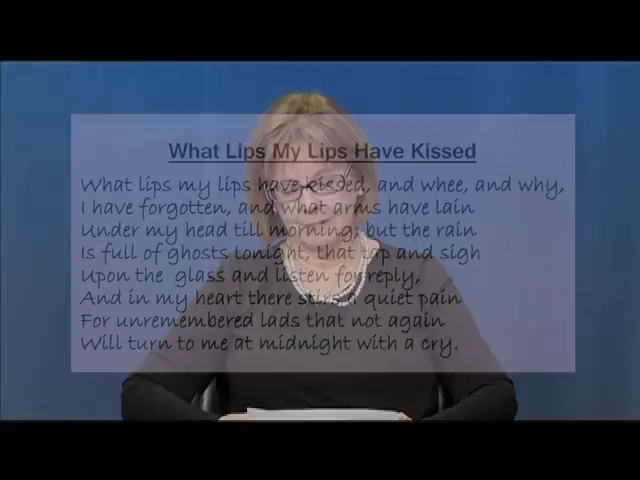 What Lips My Lips Have Kissed
What lips my lips have kissed, and whee, and why,
I have forgotten, and what arms have lain
Under my head till morning; but the rain
Is full of ghosts tonight, that tap and sigh
Upon the glass and listen for reply,
And in my heart there stirs a quiet pain
For unremembered lads that not again
Will turn to me at midnight with a cry.